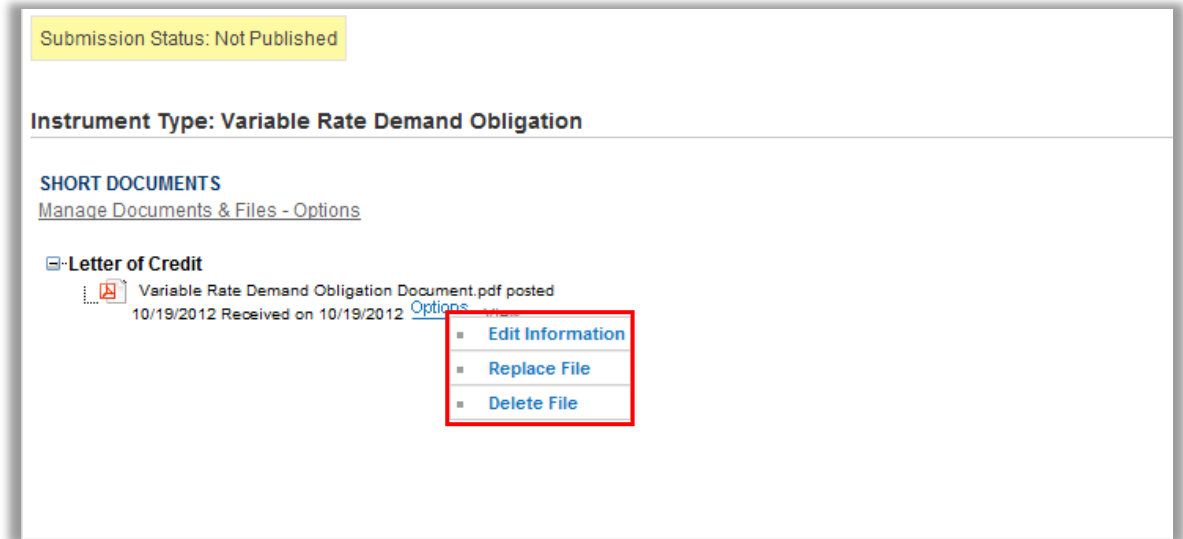 Submission Status: Not Published
Instrument Type: Variable Rate Demand Obligation
SHORT DOCUMENTS
Manage Documents & Files - Options
Letter of Credit
Variable Rate Demand Obligation Document.pdf posted
10/19/2012 Received on 10/19/2012 Options
Edit Information
Replace File
Delete File